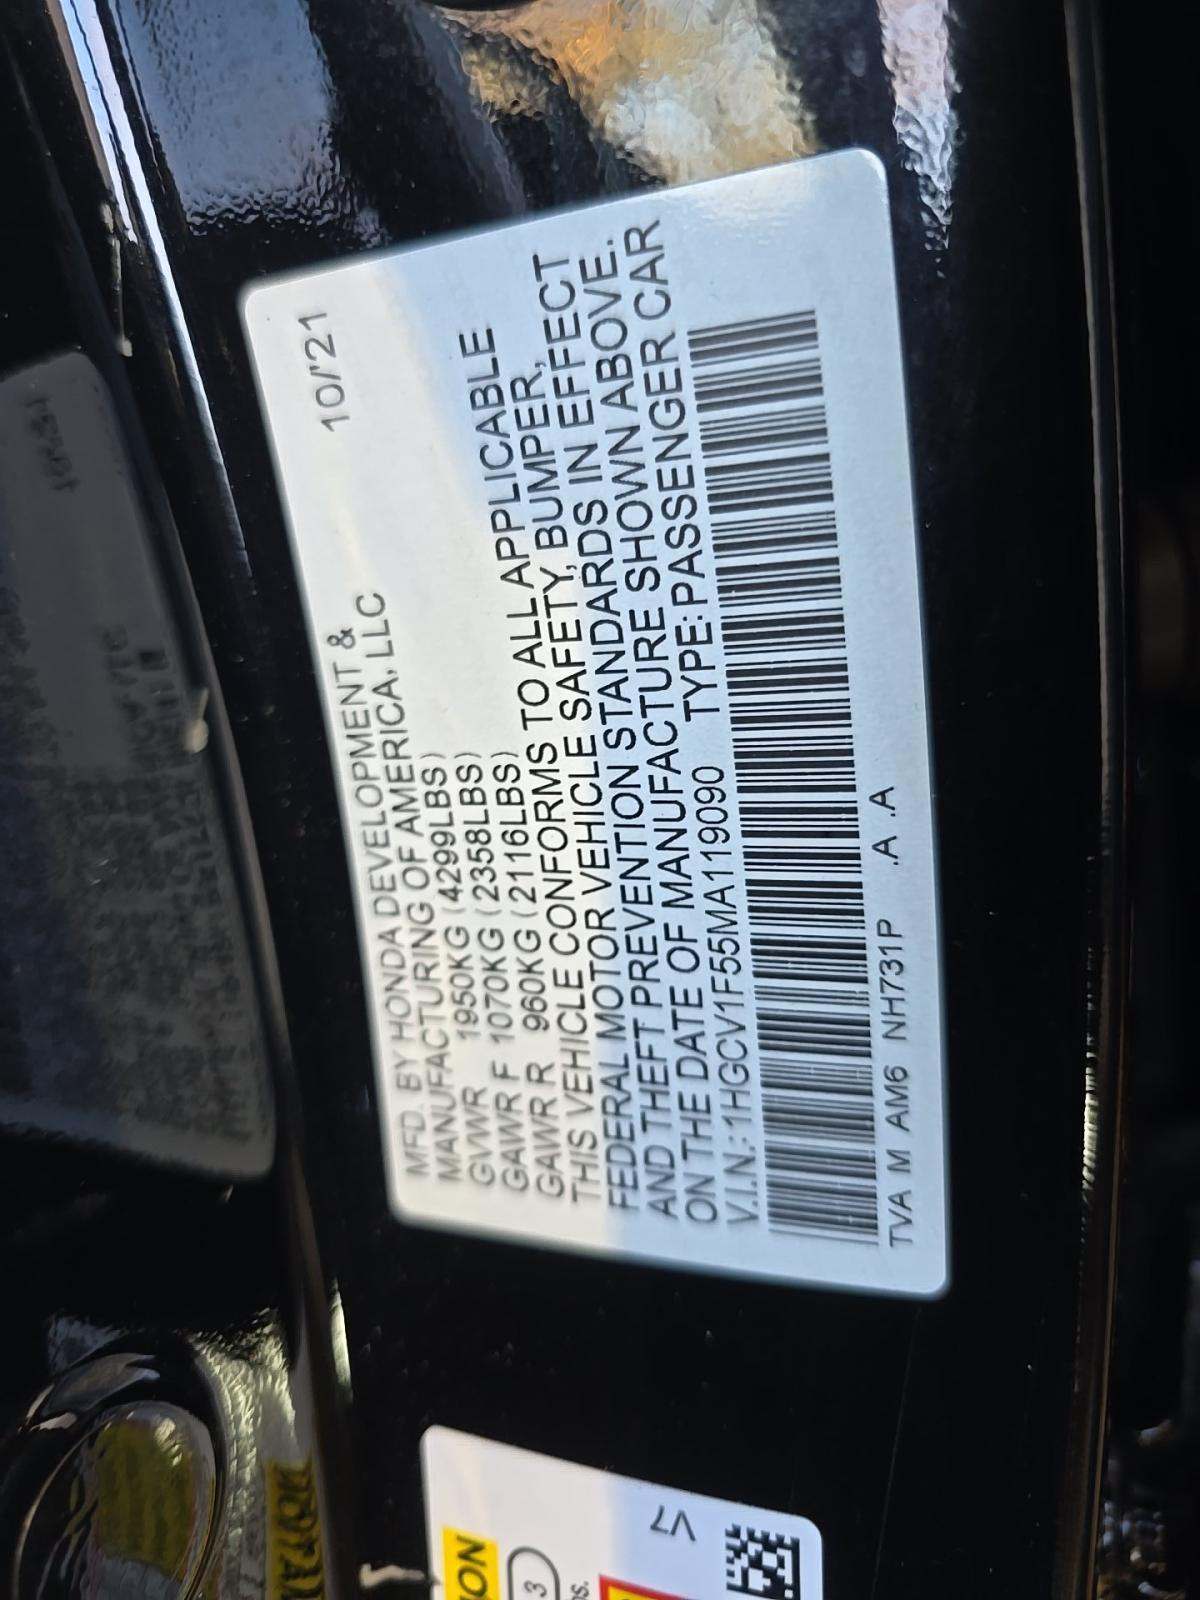 10/'21
MFD. BY HONDA DEVELOPMENT &
MANUFACTURING OF AMERICA, LLC
GVWR 1950KG (4299LBS)
GAWR F 1070KG (2358LBS)
GAWR R 960KG (2116LBS)
THIS VEHICLE CONFORMS TO ALL APPLICABLE
FEDERAL MOTOR VEHICLE SAFETY, BUMPER,
AND THEFT PREVENTION STANDARDS IN EFFECT
ON THE DATE OF MANUFACTURE SHOWN ABOVE.
V.I.N.:1HGCV1F55MA119090 TYPE:PASSENGER CAR
TVA M AM6 NH731P .A .A
V7
3